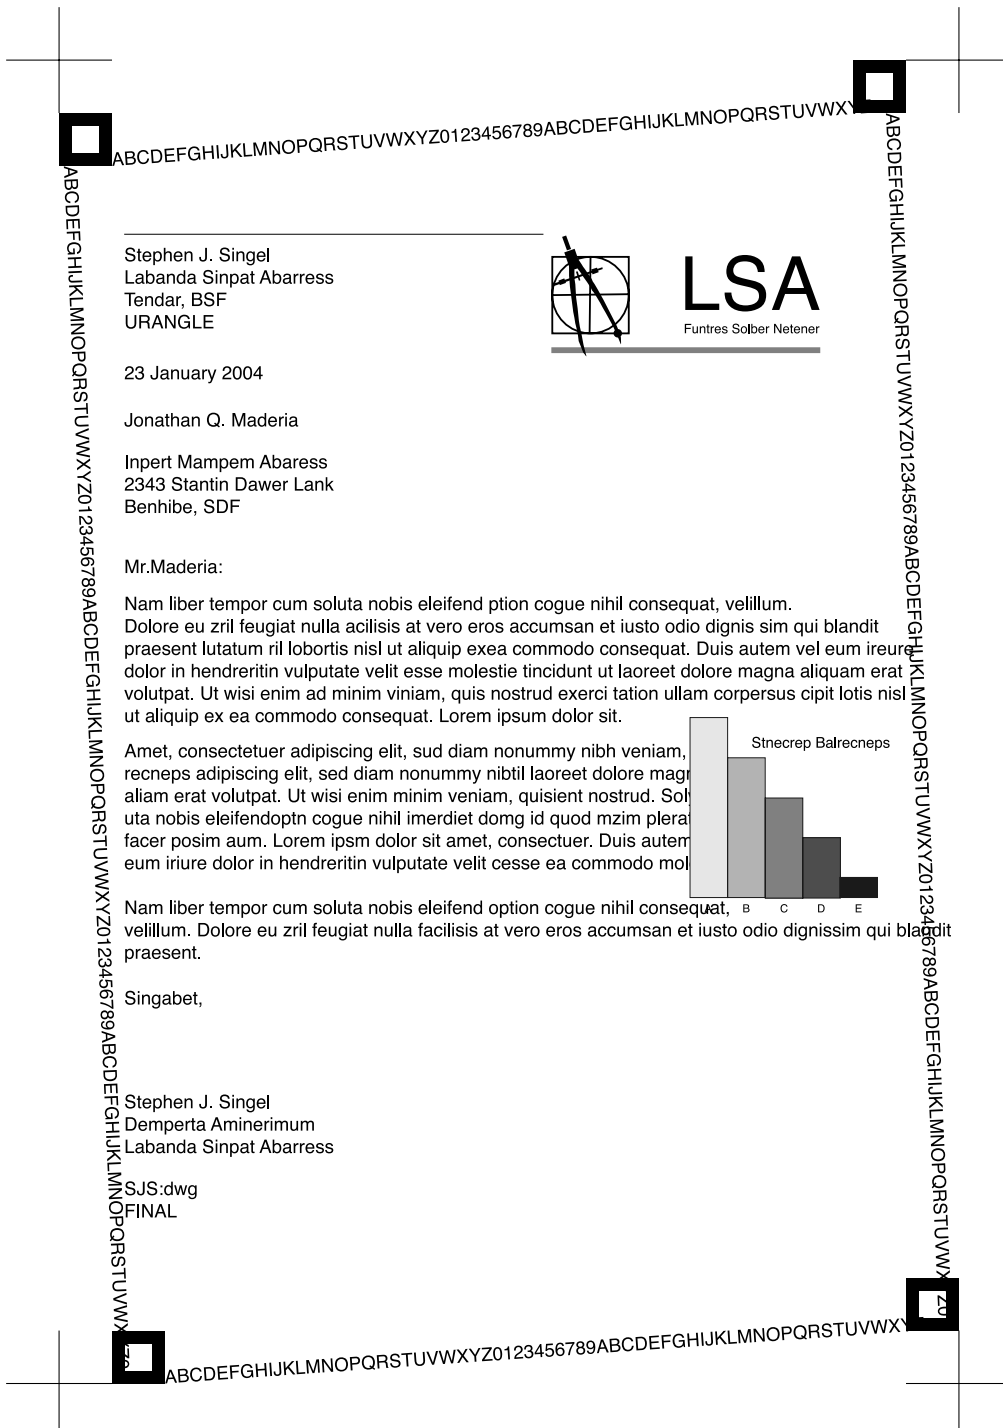 ABCDEFGHIJKLMNOPQRSTUVWXYZ0123456789ABCDEFGHIJKLMNOPQRSTUVWX
ABCDEFGHIJKLMNOPQRSTUVWXYZ0123456789ABCDEFGHIJKLMNOPQRSTUVWXYZ0123456789ABCDEFGHIJKLMNOPQRSTUVWX
Stephen J. Singel
Labanda Sinpat Abarress
Tendar, BSF
URANGLE
LSA
Funtres Solber Netener
23 January 2004
Jonathan Q. Maderia
Inpert Mampem Abaress
2343 Stantin Dawer Lank
Benhibe, SDF
Mr.Maderia:
Nam liber tempor cum soluta nobis eleifend ption cogue nihil consequat, velillum.
Dolore eu zril feugiat nulla acilisis at vero eros accumsan et iusto odio dignis sim qui blandit
praesent lutatum ril lobortis nisl ut aliquip exea commodo consequat. Duis autem vel eum ireure
dolor in hendreritin vulputate velit esse molestie tincidunt ut laoreet dolore magna aliquam erat
volutpat. Ut wisi enim ad minim viniam, quis nostrud exerci tation ullam corpersus cipit lotis nisl
ut aliquip ex ea commodo consequat. Lorem ipsum dolor sit.
Amet, consectetuer adipiscing elit, sud diam nonummy nibh veniam,
recneps adipiscing elit, sed diam nonummy nibtil laoreet dolore
aliam erat volutpat. Ut wisi enim minim veniam, quisient nostrud.
uta nobis eleifendoptn cogue nihil imerdiet domg id quod mzim
facer posim aum. Lorem ipsm dolor sit amet, consectuer. Duis autem
eum iriure dolor in hendreritin vulputate velit cesse ea commodo
Stnecrep Balrecneps
A B C D E
Nam liber tempor cum soluta nobis eleifend option cogue nihil consequat,
velillum. Dolore eu zril feugiat nulla facilisis at vero eros accumsan et iusto odio dignissim qui blandit
praesent.
Singabet,
Stephen J. Singel
Demperta Aminerimum
Labanda Sinpat Abarress
SJS:dwg
FINAL
ABCDEFGHIJKLMNOPQRSTUVWXYZ0123456789ABCDEFGHIJKLMNOPQRSTUVWXYZ0123456789ABCDEFGHIJKLMNOPQRSTUVWXYZ0
ABCDEFGHIJKLMNOPQRSTUVWXYZ0123456789ABCDEFGHIJKLMNOPQRSTUVWXY